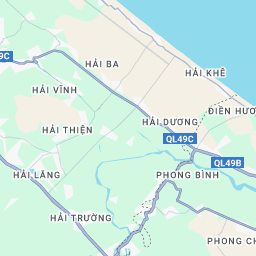 9C
HẢI BA
HẢI KHÊ
HẢI VĨNH
ĐIỀN HƯƠ
HẢI DƯƠNG
HẢI THIỆN
QL49C
QL49B
HẢI LĂNG
PHONG BÌNH
HẢI TRƯỜNG
PHONG CH